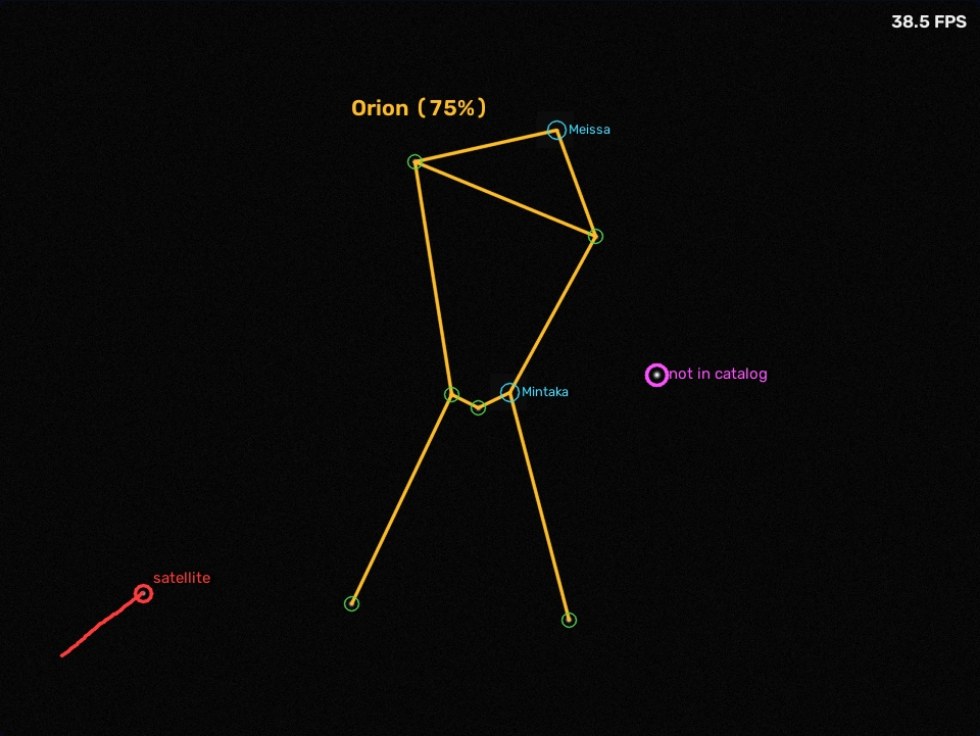 38.5 FPS
Orion (75%)
Meissa
not in catalog
Mintaka
satellite